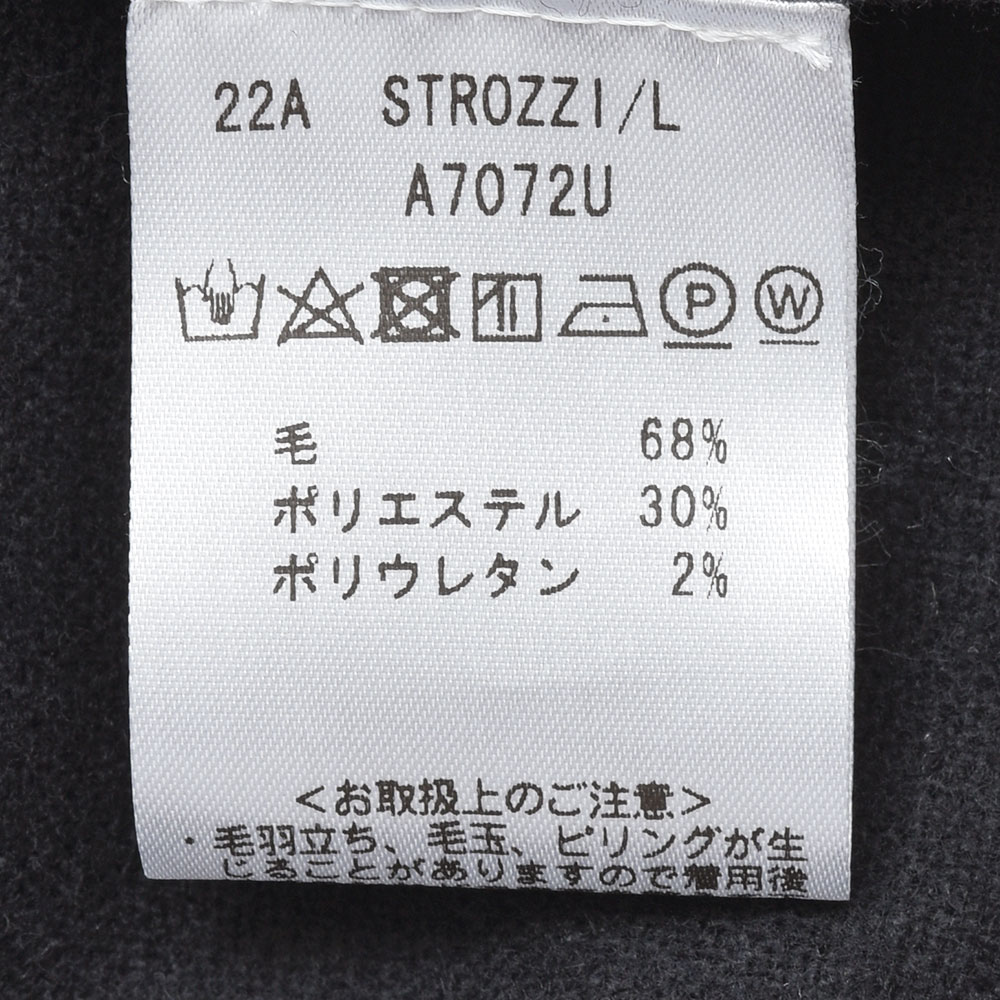 22A STROZZI/L
A7072U
P W
毛 68%
ポリエステル 30%
ポリウレタン 2%
<お取扱上のご注意>
・毛羽立ち、毛玉、ピリングが生
じることがありますので着用後